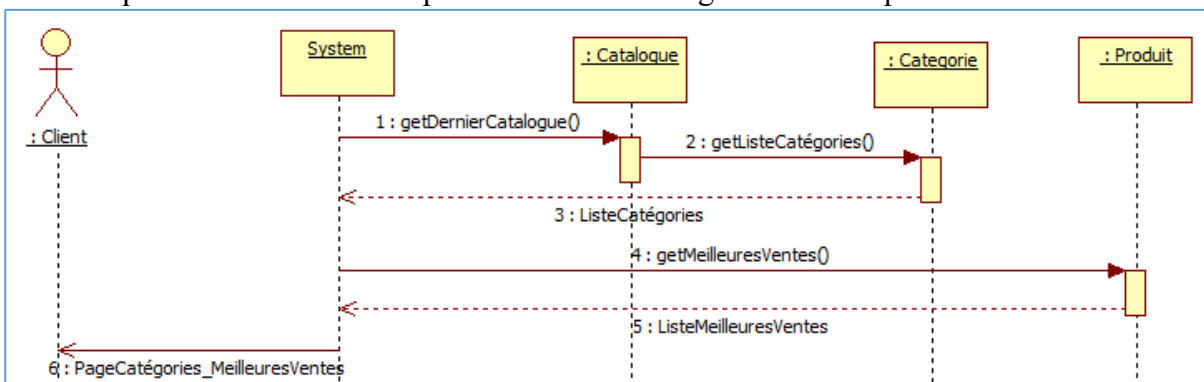 System
: Catalogue
: Categorie
: Produit
: Client
1 : getDernierCatalogue()
2 : getListeCatégories()
3 : ListeCatégories
4 : getMeilleuresVentes()
5 : ListeMeilleuresVentes
6 : PageCatégories_MeilleuresVentes